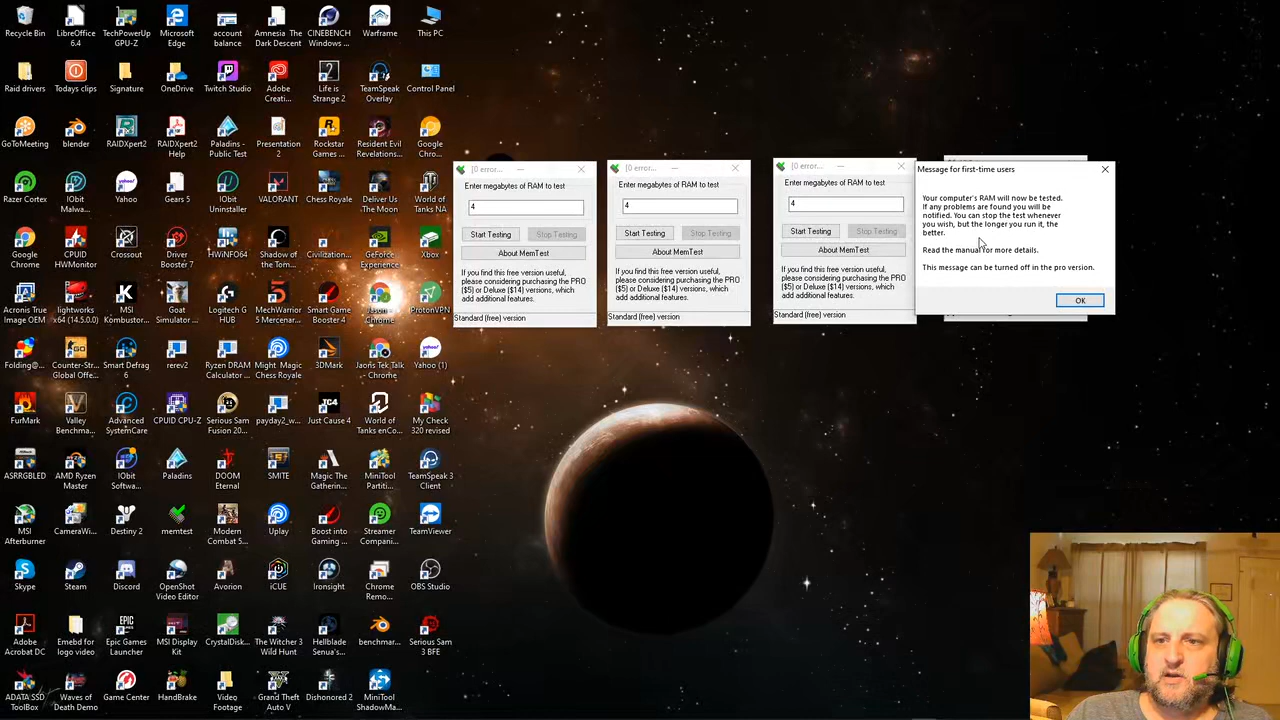 Recycle Bin
LibreOffice
6.4
TechPowerUp
GPU-Z
Microsoft
Edge
account
balance
Amnesia The
Dark Descent
CINEBENCH
Windows ...
Warframe
This PC
Raid drivers
Todays clips
Signature
OneDrive
Twitch Studio
Adobe
Creati...
Life is
Strange 2
TeamSpeak
Overlay
Control Panel
GoToMeeting
blender
RAIDXpert2
RAIDXpert2
Help
Paladins -
Public Test
Presentation
2
Rockstar
Games ...
Resident Evil
Revelations...
Google
Chro...
Razer Cortex
IObit
Malwa...
Yahoo
Gears 5
IObit
Uninstaller
VALORANT
Chess Royale
Deliver Us
The Moon
World of
Tanks NA
Google
Chrome
CPUID
HWMonitor
Crossout
Driver
Booster 7
HWiNFO64
Shadow of
the Tom...
Civilization...
GeForce
Experience
Xbox
Acronis True
Image OEM
lightworks
x64 (14.5.0.0)
MSI
Kombustor...
Goat
Simulator ...
Logitech G
HUB
MechWarrior
5 Mercenar...
Smart Game
Booster 4
Jason -
Chrome
ProtonVPN
Folding@...
Counter-Str...
Global Offe...
Smart Defrag
6
rerev2
Ryzen DRAM
Calculator ...
Might Magic
Chess Royale
3DMark
Jaons Tek Talk
- Chrome
Yahoo (1)
FurMark
Valley
Benchma...
Advanced
SystemCare
CPUID CPU-Z
Serious Sam
Fusion 20...
payday2_w...
TC4
Just Cause 4
World of
Tanks enCo...
My Check
320 revised
ASRRGBLED
AMD Ryzen
Master
IObit
Softwa...
Paladins
DOOM
Eternal
SMITE
Magic The
Gatherin...
MiniTool
Partiti...
TeamSpeak 3
Client
MSI
Afterburner
CameraWi...
Destiny 2
memtest
Modern
Combat 5...
Uplay
Boost into
Gaming ...
Streamer
Compani...
TeamViewer
Skype
Steam
Discord
OpenShot
Video Editor
Avorion
iCUE
Ironsight
Chrome
Remo...
OBS Studio
Adobe
Acrobat DC
Emebd for
logo video
EPIC
GAMES
Epic Games
Launcher
MSI Display
Kit
CrystalDisk...
The Witcher 3
Wild Hunt
Hellblade
Senua's...
benchmar...
Serious Sam
3 BFE
ADATA SSD
ToolBox
Waves of
Death Demo
Game Center
HandBrake
Video
Footage
Grand Theft
Auto V
Dishonored 2
MiniTool
ShadowMa...
[0 error...
Enter megabytes of RAM to test
4
Start Testing
Stop Testing
About MemTest
If you find this free version useful,
please considering purchasing the PRO
($5) or Deluxe ($14) versions, which
add additional features.
Standard (free) version
[0 error...
Enter megabytes of RAM to test
4
Start Testing
Stop Testing
About MemTest
If you find this free version useful,
please considering purchasing the PRO
($5) or Deluxe ($14) versions, which
add additional features.
Standard (free) version
[0 error...
Enter megabytes of RAM to test
4
Start Testing
Stop Testing
About MemTest
If you find this free version useful,
please considering purchasing the PRO
($5) or Deluxe ($14) versions, which
add additional features.
Standard (free) version
Message for first-time users
Your computer's RAM will now be tested.
If any problems are found you will be
notified. You can stop the test whenever
you wish, but the longer you run it, the
better.
Read the manual for more details.
This message can be turned off in the pro version.
OK